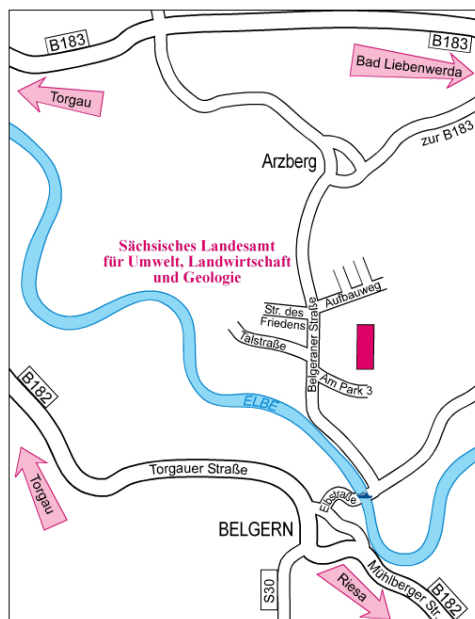 B183
B183
Bad Liebenwerda
Torgau
zur B183
Arzberg
Sächsisches Landesamt
für Umwelt, Landwirtschaft
und Geologie
Aufbauweg
Str. des
Friedens
Talstraße
Belgeraner Straße
Am Park 3
B182
ELBE
Torgauer Straße
Torgau
Elbstraße
BELGERN
Mühlberger Str.
S30
Riesa
B182